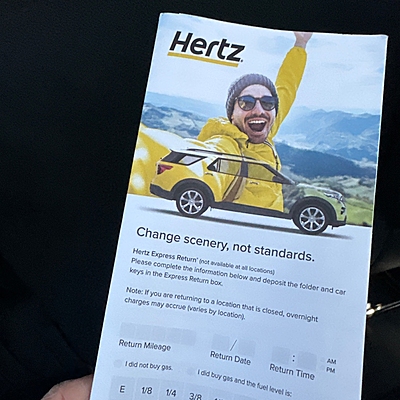 Hertz
Change scenery, not standards.
Hertz Express Return* (not available at all locations)
Please complete the information below and deposit the folder and car
keys in the Express Return box.
Note: If you are returning to a location that is closed, overnight
charges may accrue (varies by location).
/
:
AM
PM
Return Mileage
Return Date
Return Time
I did not buy gas.
I did buy gas and the fuel level is:
E 1/8 1/4 3/8